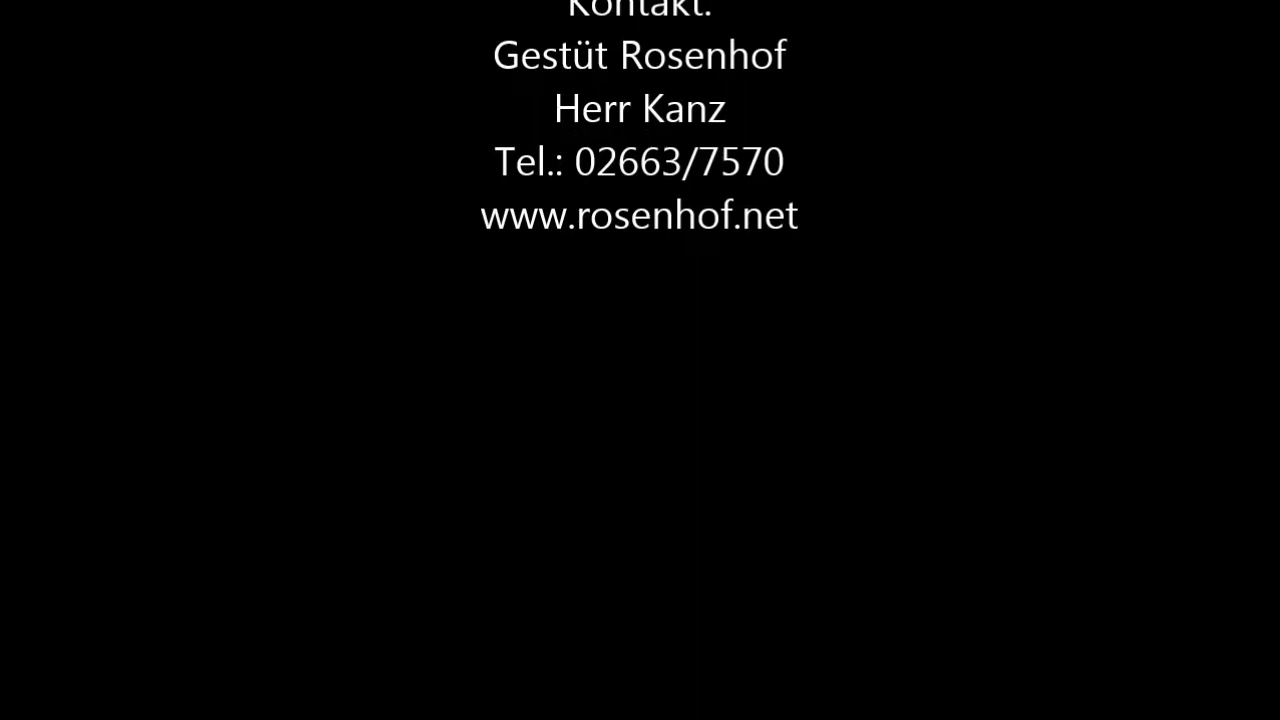 Kontakt:
Gestüt Rosenhof
Herr Kanz
Tel.: 02663/7570
www.rosenhof.net